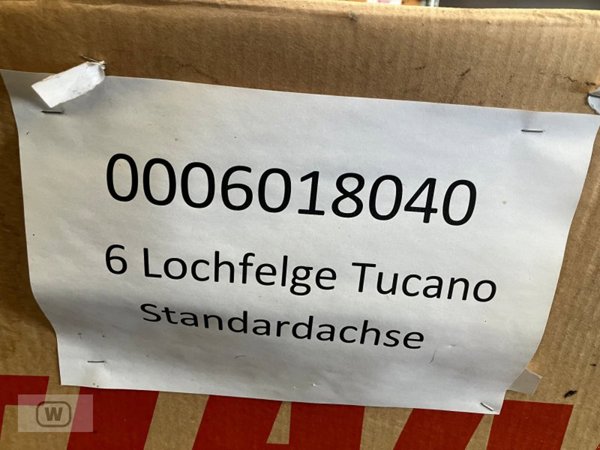 0006018040
6 Lochfelge Tucano
Standardachse
W